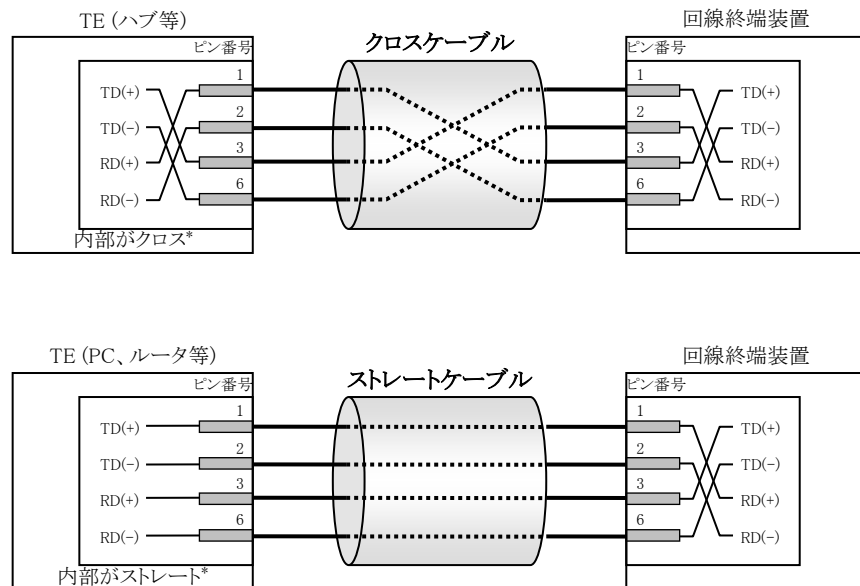 TE (ハブ等)
回線終端装置
クロスケーブル
ピン番号
ピン番号
1
TD(+)
2
TD(-)
3
RD(+)
6
RD(-)
1
TD(+)
2
TD(-)
3
RD(+)
6
RD(-)
内部がクロス*
TE (PC、ルータ等)
回線終端装置
ストレートケーブル
ピン番号
ピン番号
1
TD(+)
2
TD(-)
3
RD(+)
6
RD(-)
1
TD(+)
2
TD(-)
3
RD(+)
6
RD(-)
内部がストレート*